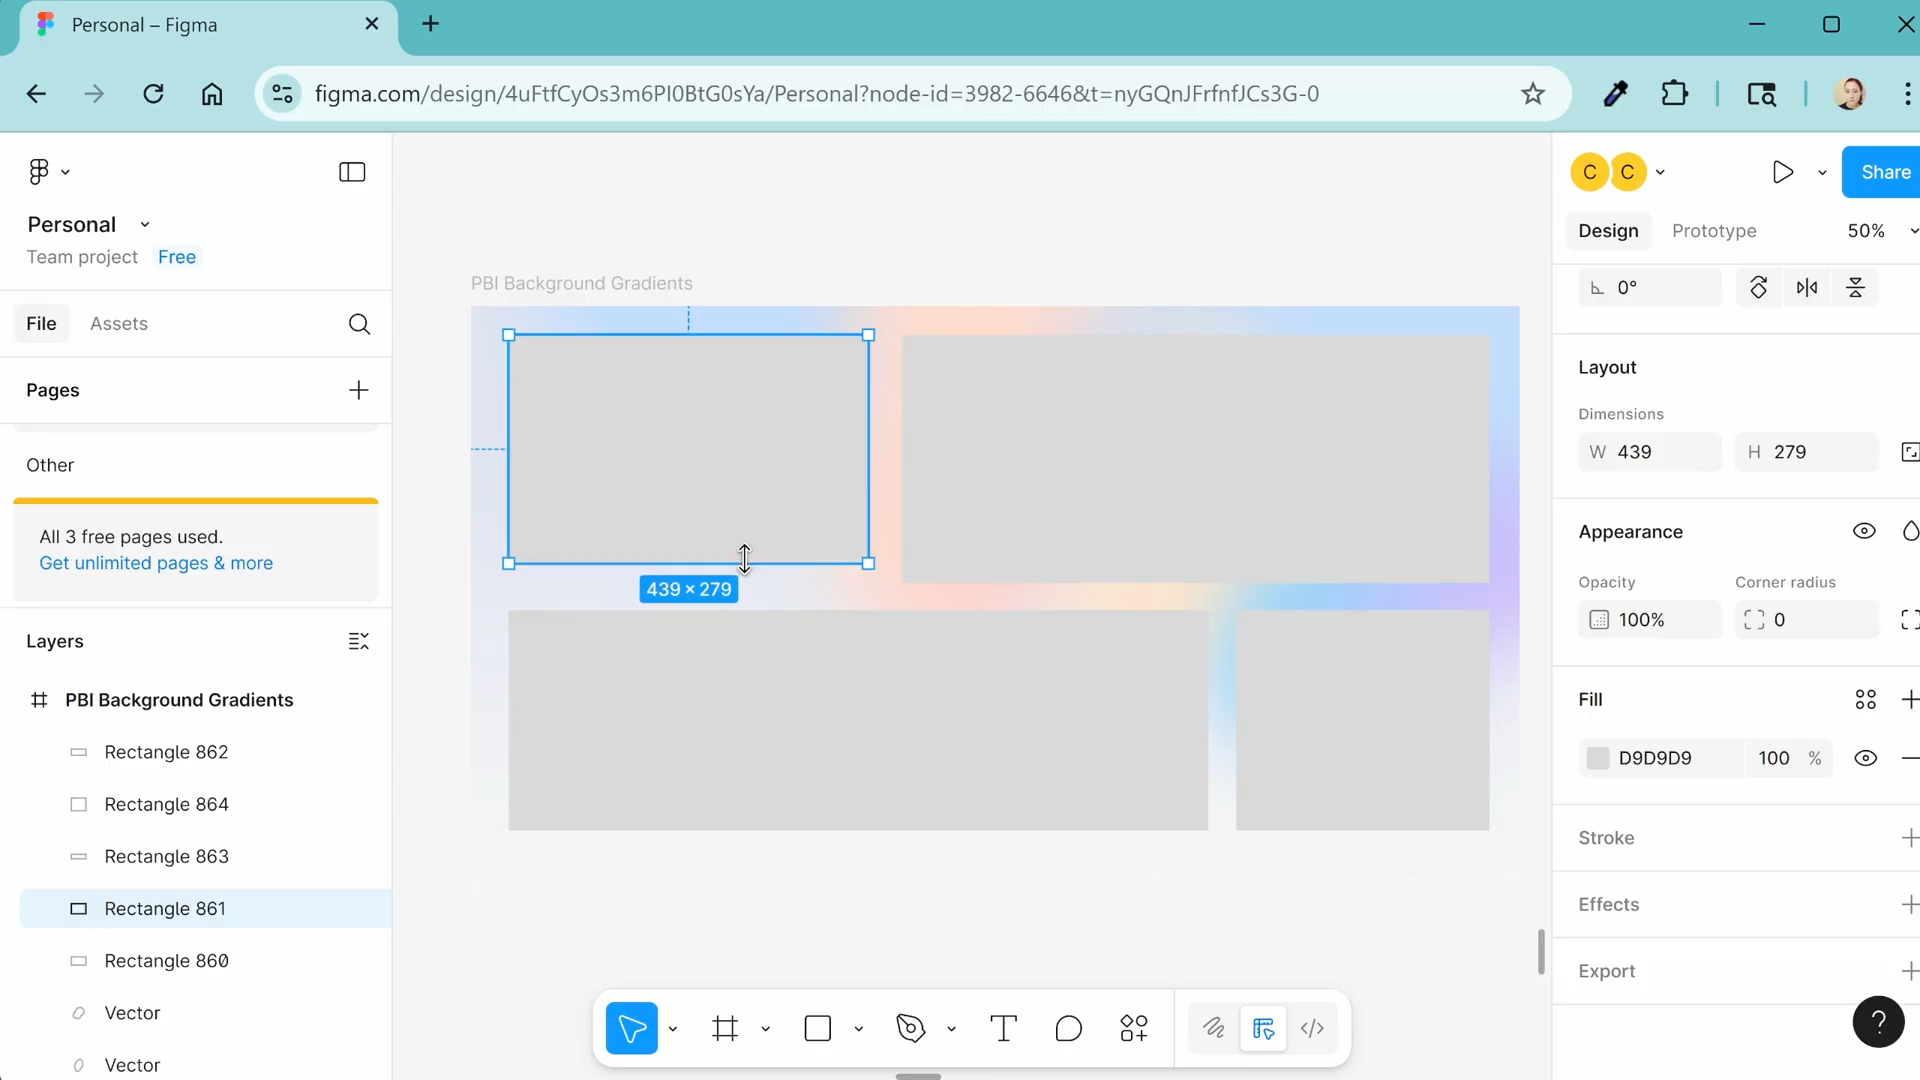 Personal – Figma
figma.com/design/4uFtfCyOs3m6PI0BtG0sYa/Personal?node-id=3982-6646&t=nyGQnJFrfnfJCs3G-0
Personal
Team project Free
File Assets
Pages
Other
All 3 free pages used.
Get unlimited pages & more
Layers
PBI Background Gradients
Rectangle 862
Rectangle 864
Rectangle 863
Rectangle 861
Rectangle 860
Vector
Vector
PBI Background Gradients
439 × 279
C C
Share
Design Prototype 50%
0°
Layout
Dimensions
W 439 H 279
Appearance
Opacity Corner radius
100% 0
Fill
D9D9D9 100 %
Stroke
Effects
Export
?